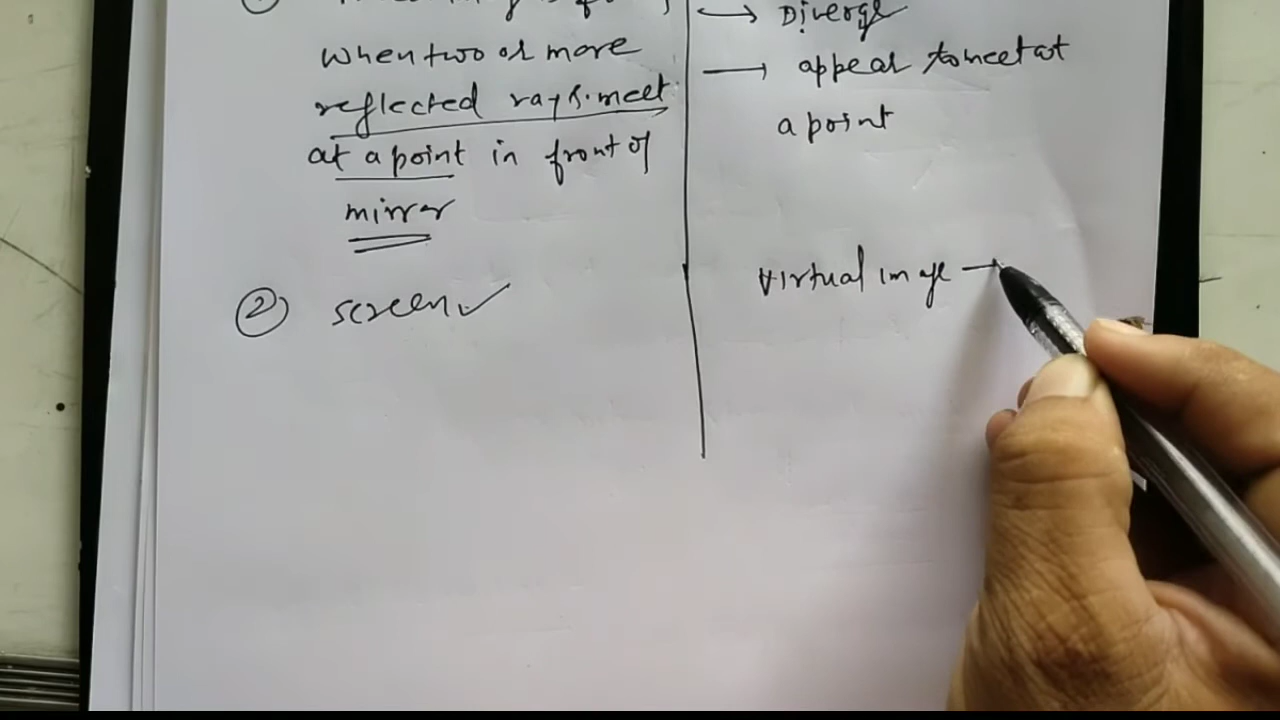 when two or more
reflected rays. meet
at a point in front of
mirrar
② screen ✓
→ Diverge
→ appear to meet at
a point
virtual image →